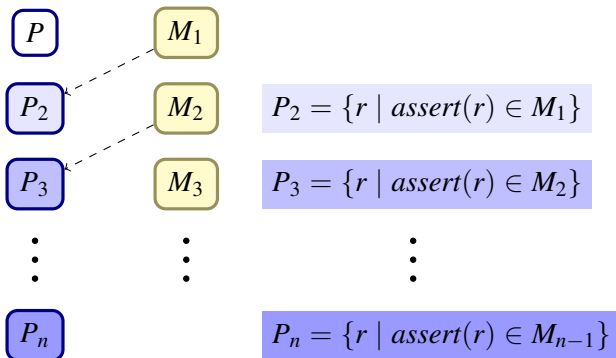 P M₁
P₂ M₂ P₂ = {r | assert(r) ∈ M₁}
P₃ M₃ P₃ = {r | assert(r) ∈ M₂}
⋮ ⋮ ⋮
Pₙ Pₙ = {r | assert(r) ∈ Mₙ₋₁}